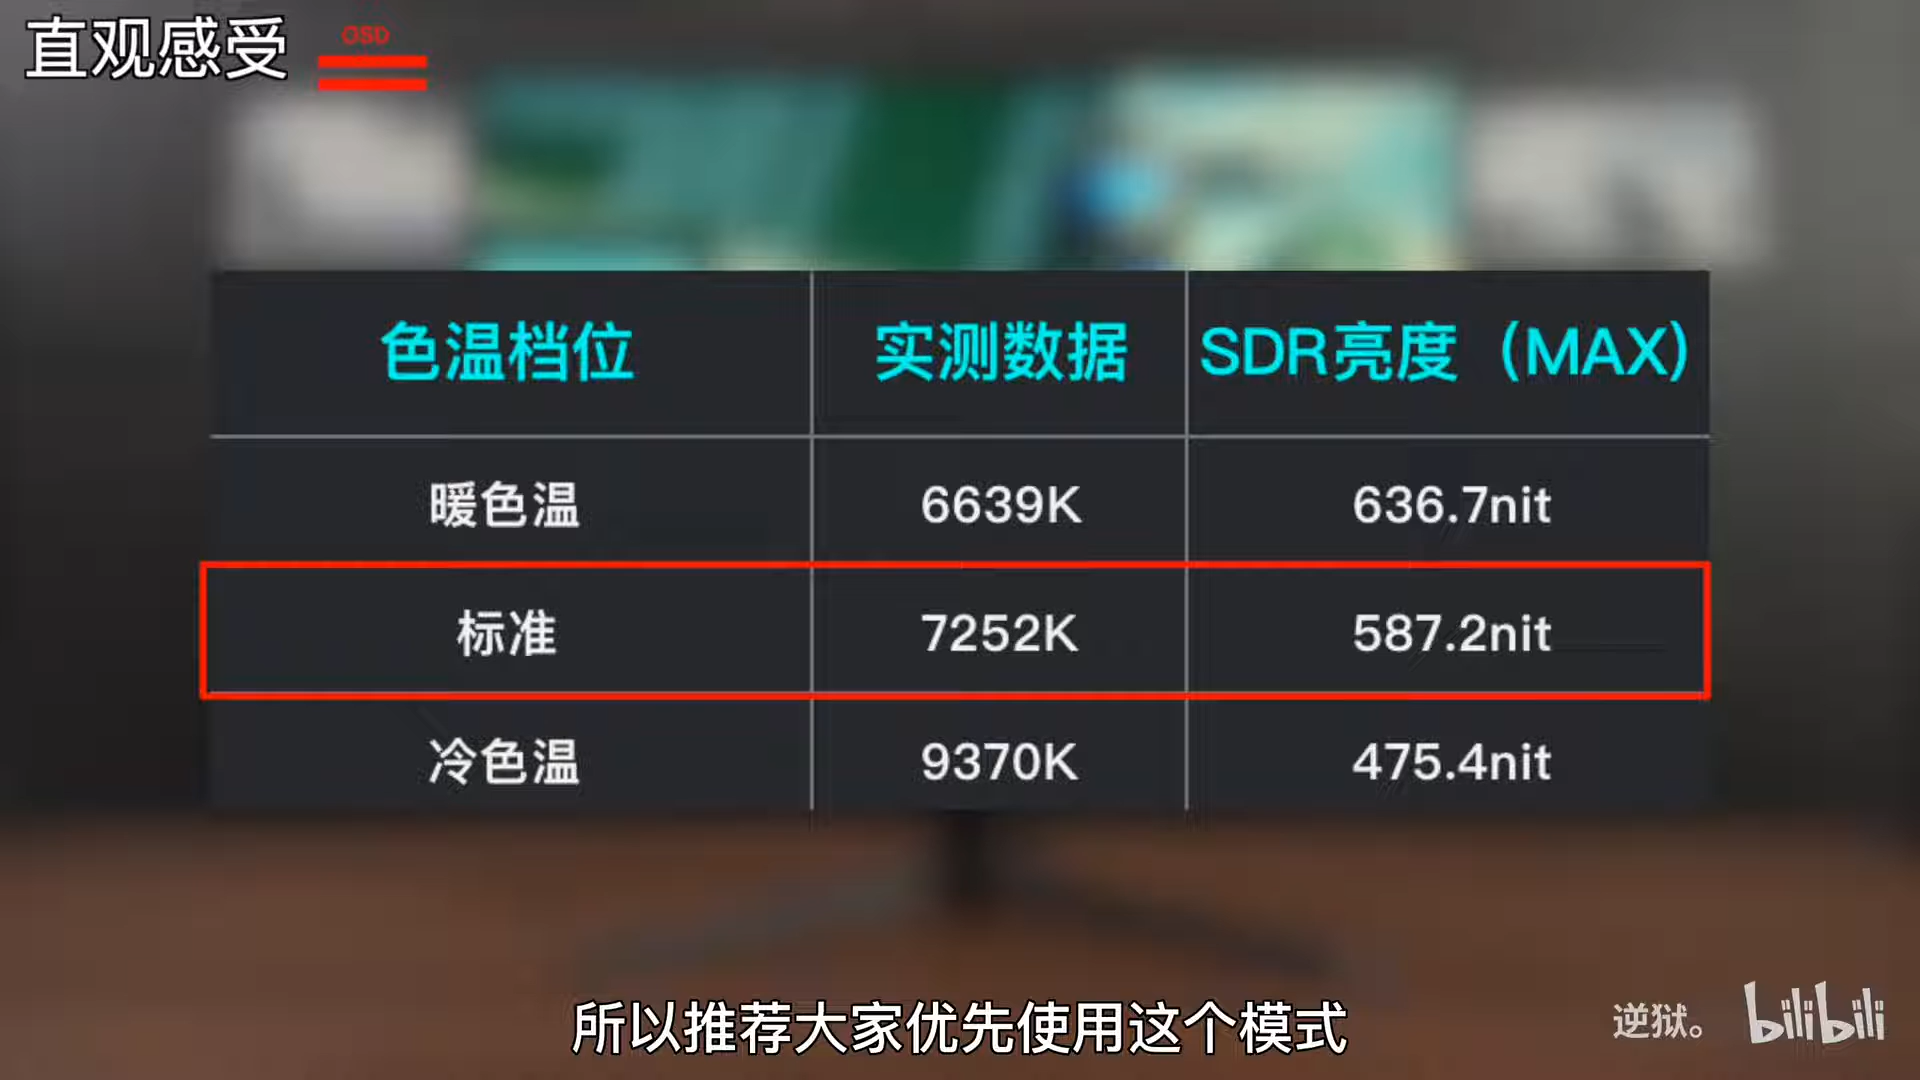 直观感受
OSD
色温档位 实测数据 SDR亮度（MAX）
暖色温 6639K 636.7nit
标准 7252K 587.2nit
冷色温 9370K 475.4nit
所以推荐大家优先使用这个模式
逆狱。 bilibili